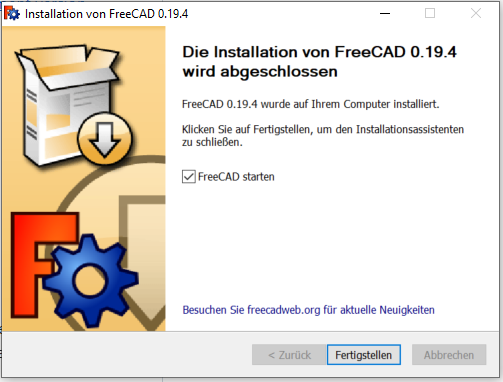 Installation von FreeCAD 0.19.4
Die Installation von FreeCAD 0.19.4
wird abgeschlossen
FreeCAD 0.19.4 wurde auf Ihrem Computer installiert.
Klicken Sie auf Fertigstellen, um den Installationsassistenten
zu schließen.
FreeCAD starten
Besuchen Sie freecadweb.org für aktuelle Neuigkeiten
< Zurück
Fertigstellen
Abbrechen